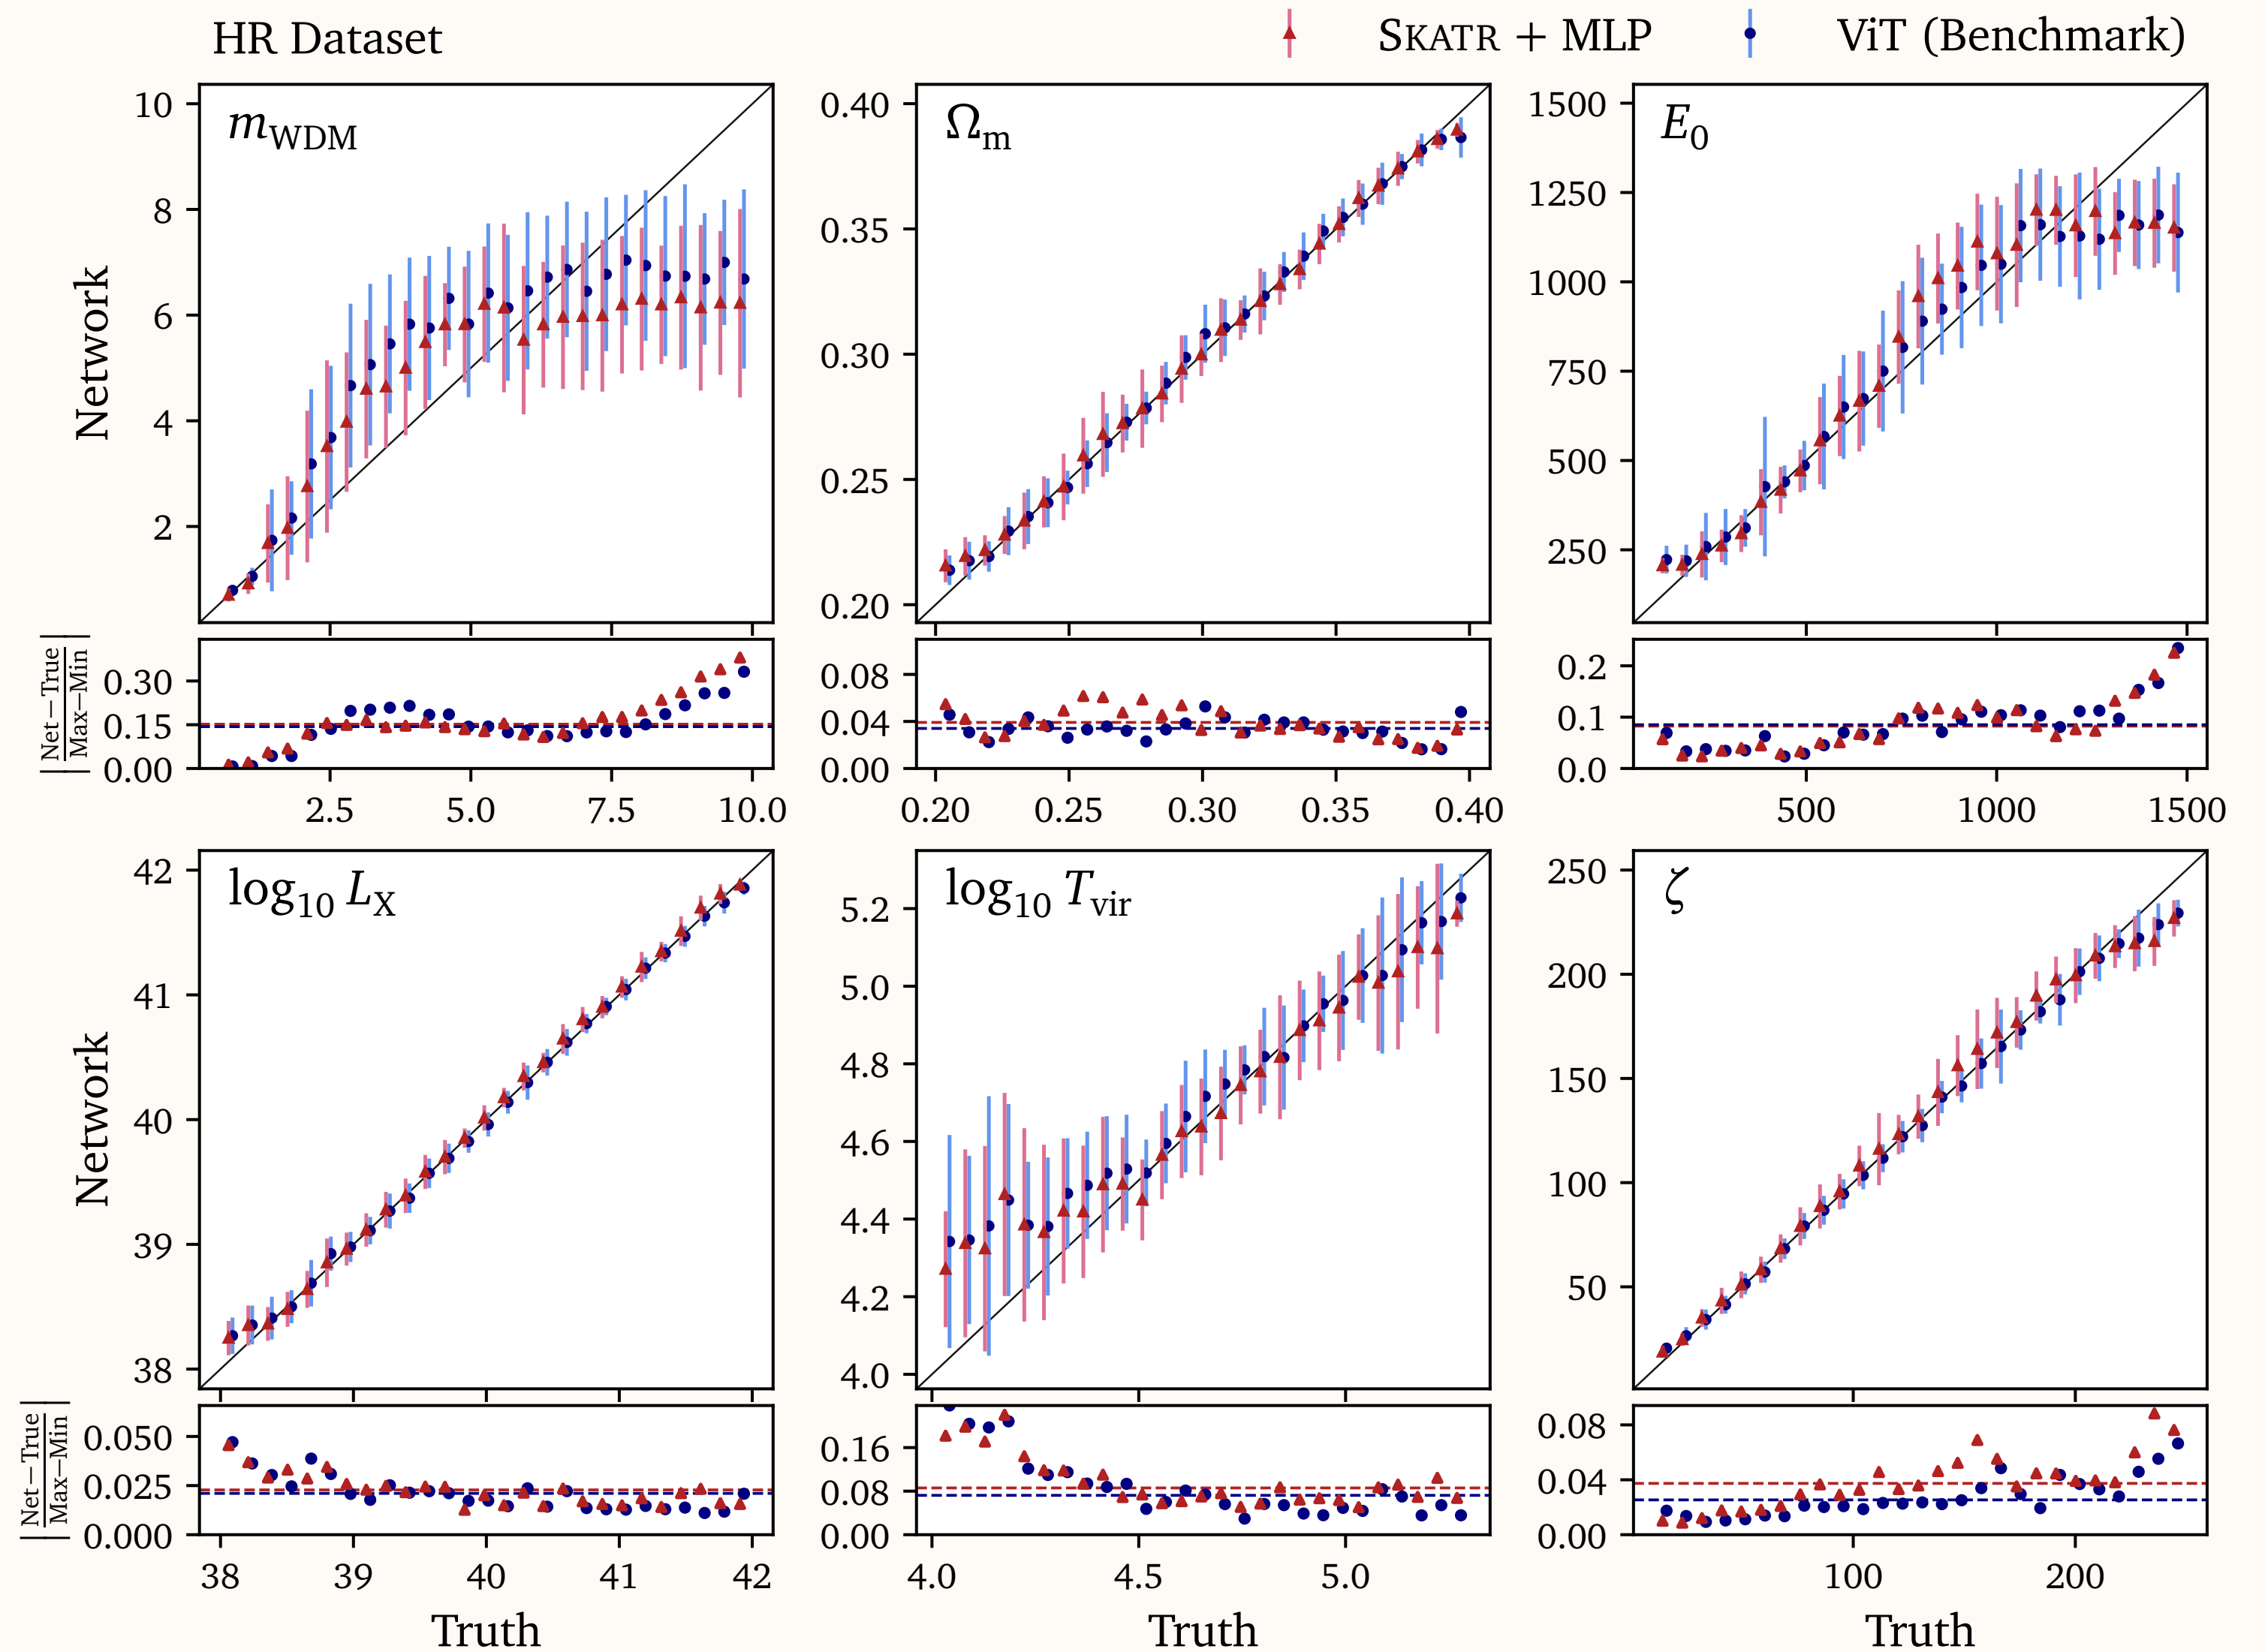 HR Dataset
SKATR + MLP
ViT (Benchmark)
m_WDM
Ω_m
E_0
Network
10
8
6
4
2
0.40
0.35
0.30
0.25
0.20
1500
1250
1000
750
500
250
|Net−True / Max−Min|
0.30
0.15
0.00
0.08
0.04
0.00
0.2
0.1
0.0
2.5 5.0 7.5 10.0
0.20 0.25 0.30 0.35 0.40
500 1000 1500
log₁₀ L_X
log₁₀ T_vir
ζ
Network
42
41
40
39
38
5.2
5.0
4.8
4.6
4.4
4.2
4.0
250
200
150
100
50
|Net−True / Max−Min|
0.050
0.025
0.000
0.16
0.08
0.00
0.08
0.04
0.00
38 39 40 41 42
4.0 4.5 5.0
100 200
Truth
Truth
Truth